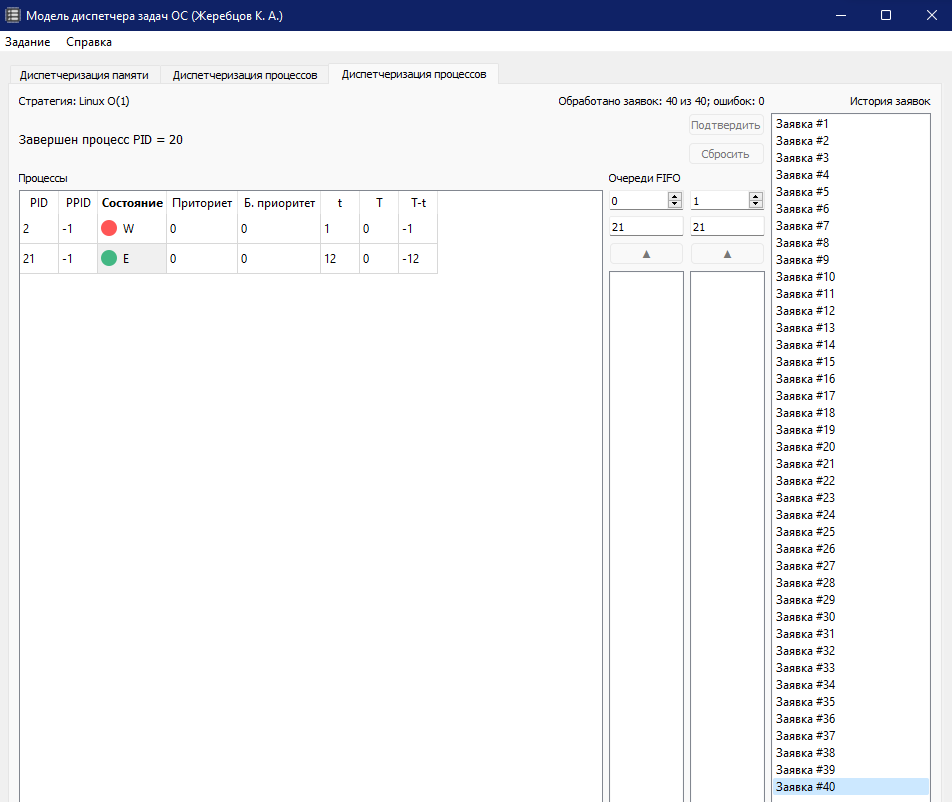 Модель диспетчера задач ОС (Жеребцов К. А.)
Задание Справка
Диспетчеризация памяти Диспетчеризация процессов Диспетчеризация процессов
Стратегия: Linux O(1) Обработано заявок: 40 из 40; ошибок: 0 История заявок
Завершен процесс PID = 20
Подтвердить
Сбросить
Процессы
Очереди FIFO
PID PPID Состояние Приториет Б. приоритет t T T-t
2 -1 W 0 0 1 0 -1
21 -1 E 0 0 12 0 -12
0 1
21 21
▲ ▲
Заявка #1
Заявка #2
Заявка #3
Заявка #4
Заявка #5
Заявка #6
Заявка #7
Заявка #8
Заявка #9
Заявка #10
Заявка #11
Заявка #12
Заявка #13
Заявка #14
Заявка #15
Заявка #16
Заявка #17
Заявка #18
Заявка #19
Заявка #20
Заявка #21
Заявка #22
Заявка #23
Заявка #24
Заявка #25
Заявка #26
Заявка #27
Заявка #28
Заявка #29
Заявка #30
Заявка #31
Заявка #32
Заявка #33
Заявка #34
Заявка #35
Заявка #36
Заявка #37
Заявка #38
Заявка #39
Заявка #40